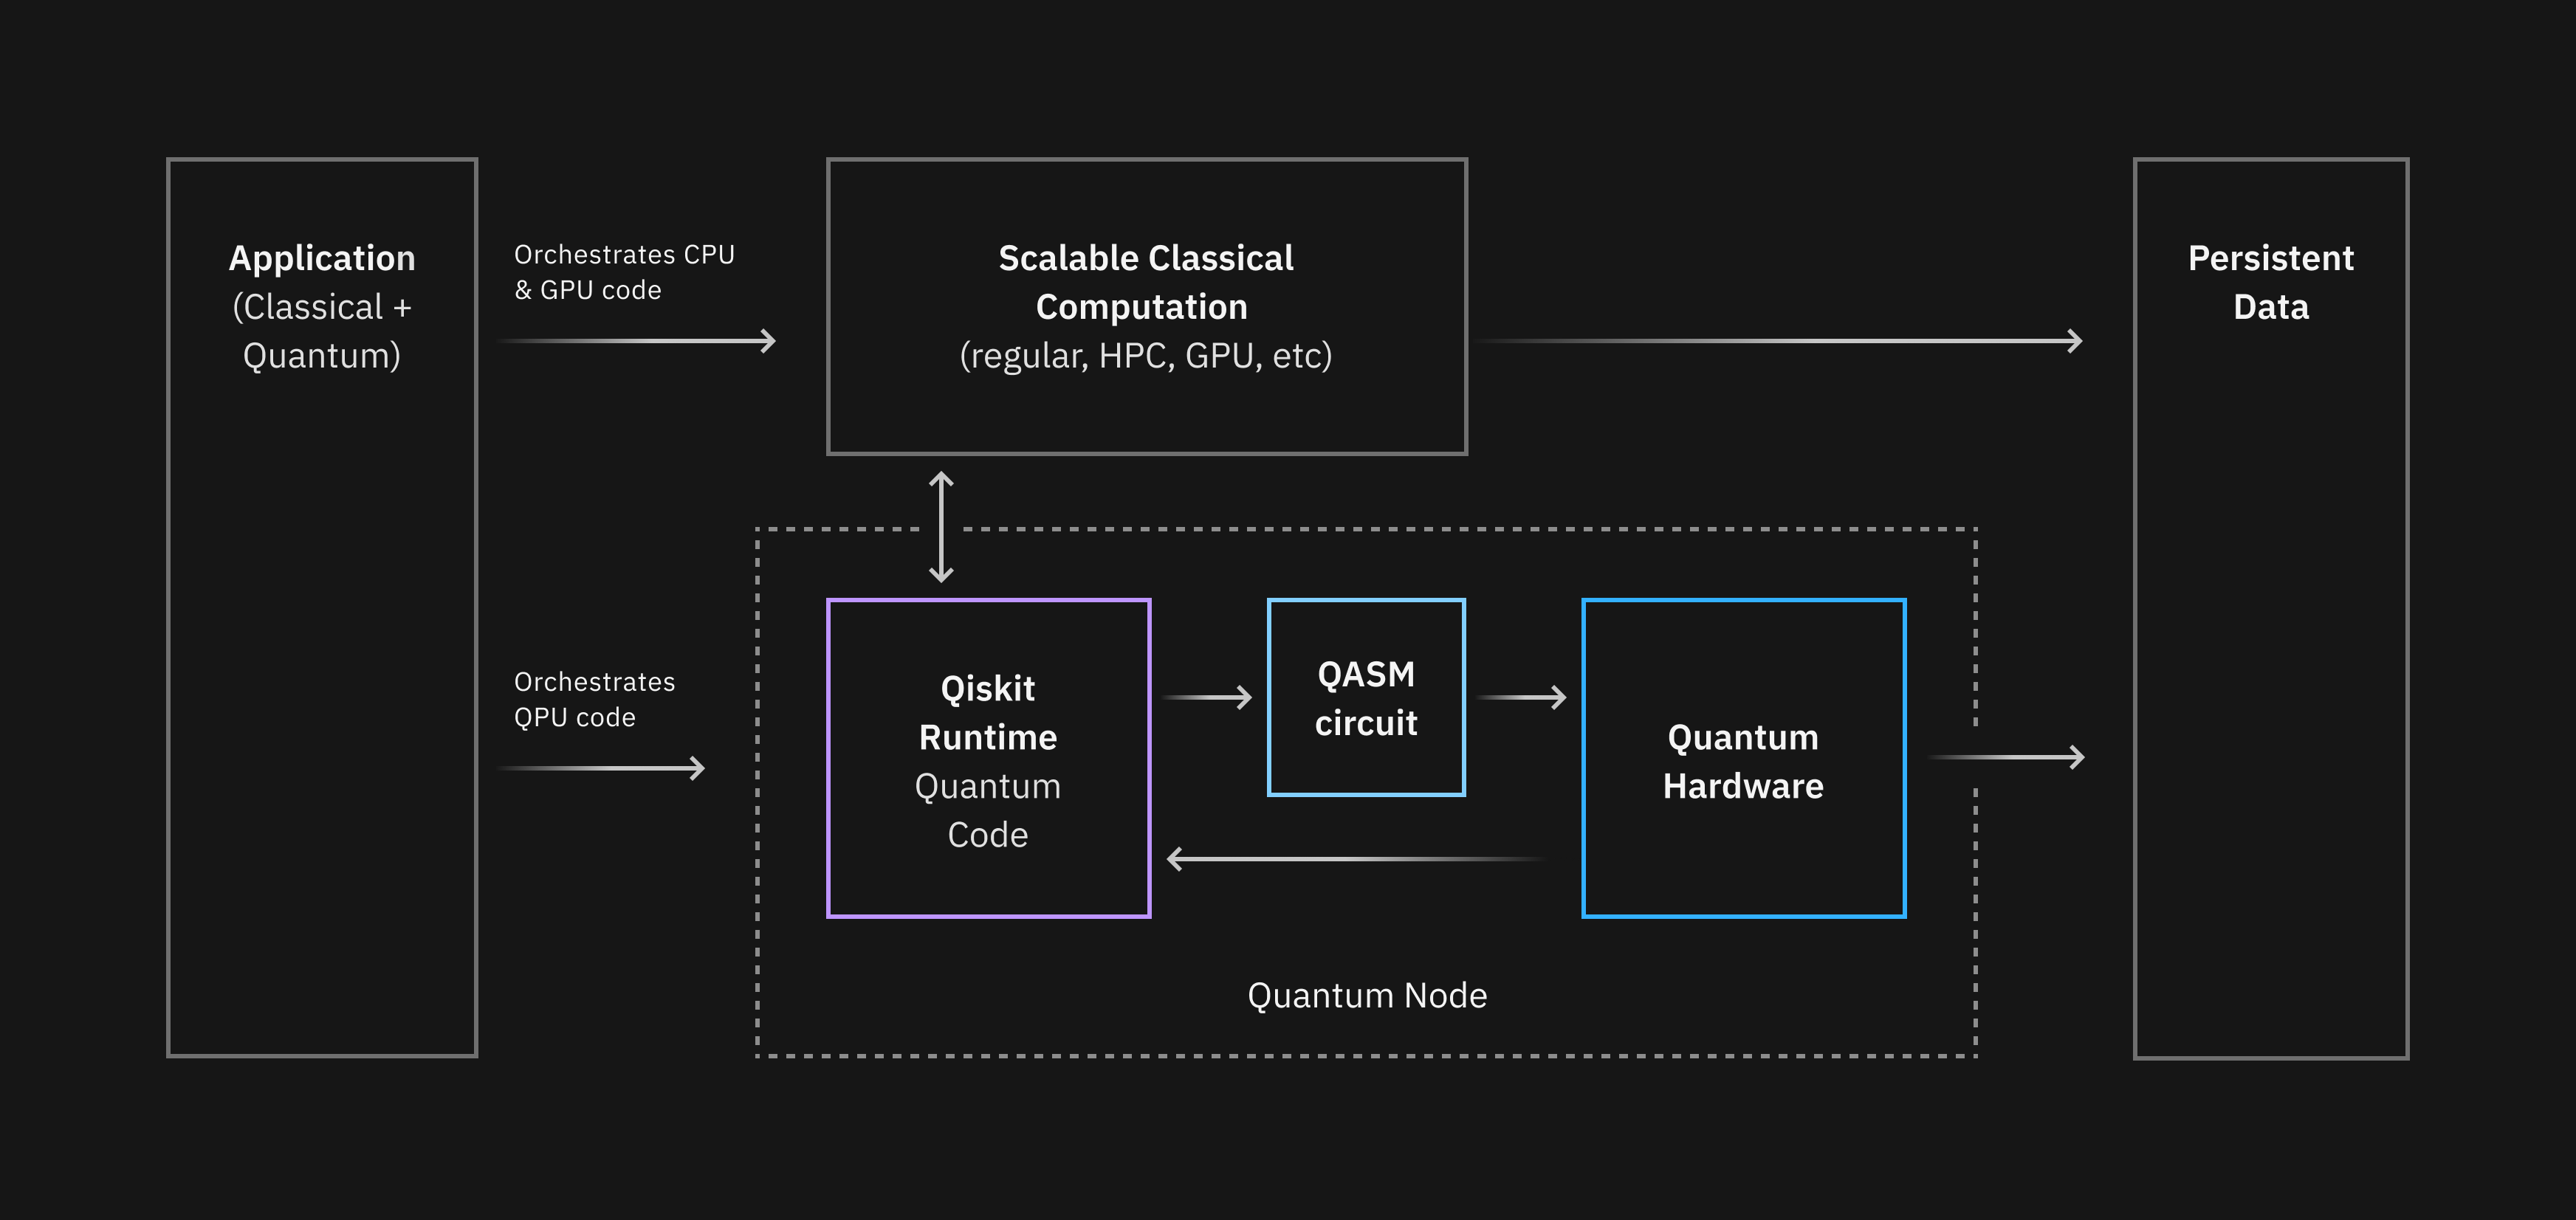 Application
(Classical +
Quantum)
Orchestrates CPU
& GPU code
Scalable Classical
Computation
(regular, HPC, GPU, etc)
Persistent
Data
Orchestrates
QPU code
Qiskit
Runtime
Quantum
Code
QASM
circuit
Quantum
Hardware
Quantum Node